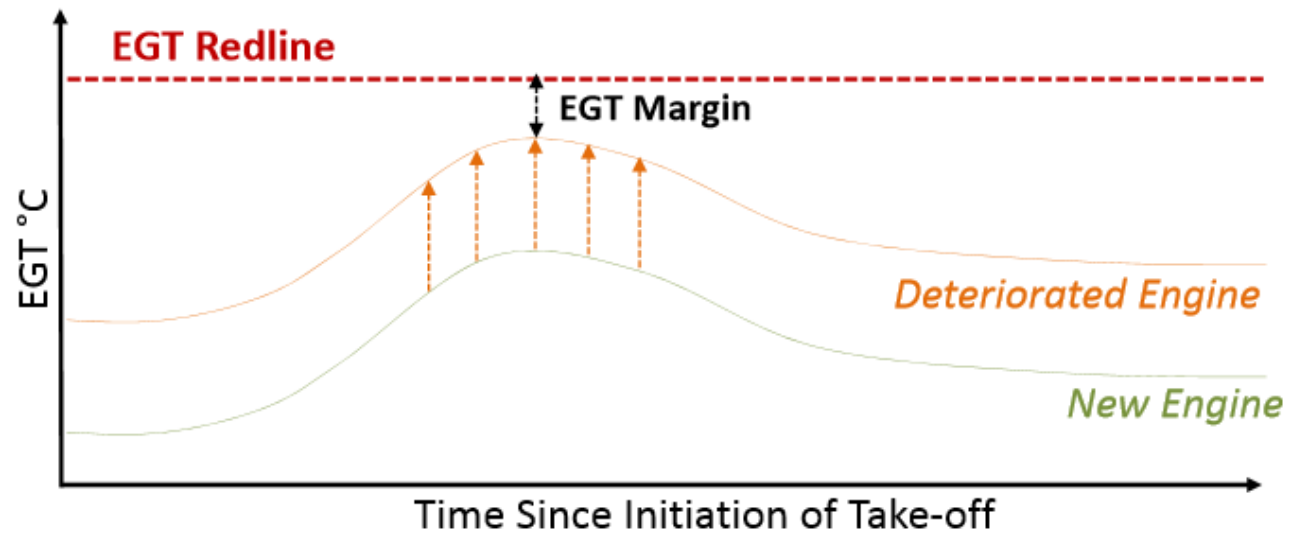 EGT Redline
EGT Margin
EGT °C
Deteriorated Engine
New Engine
Time Since Initiation of Take-off